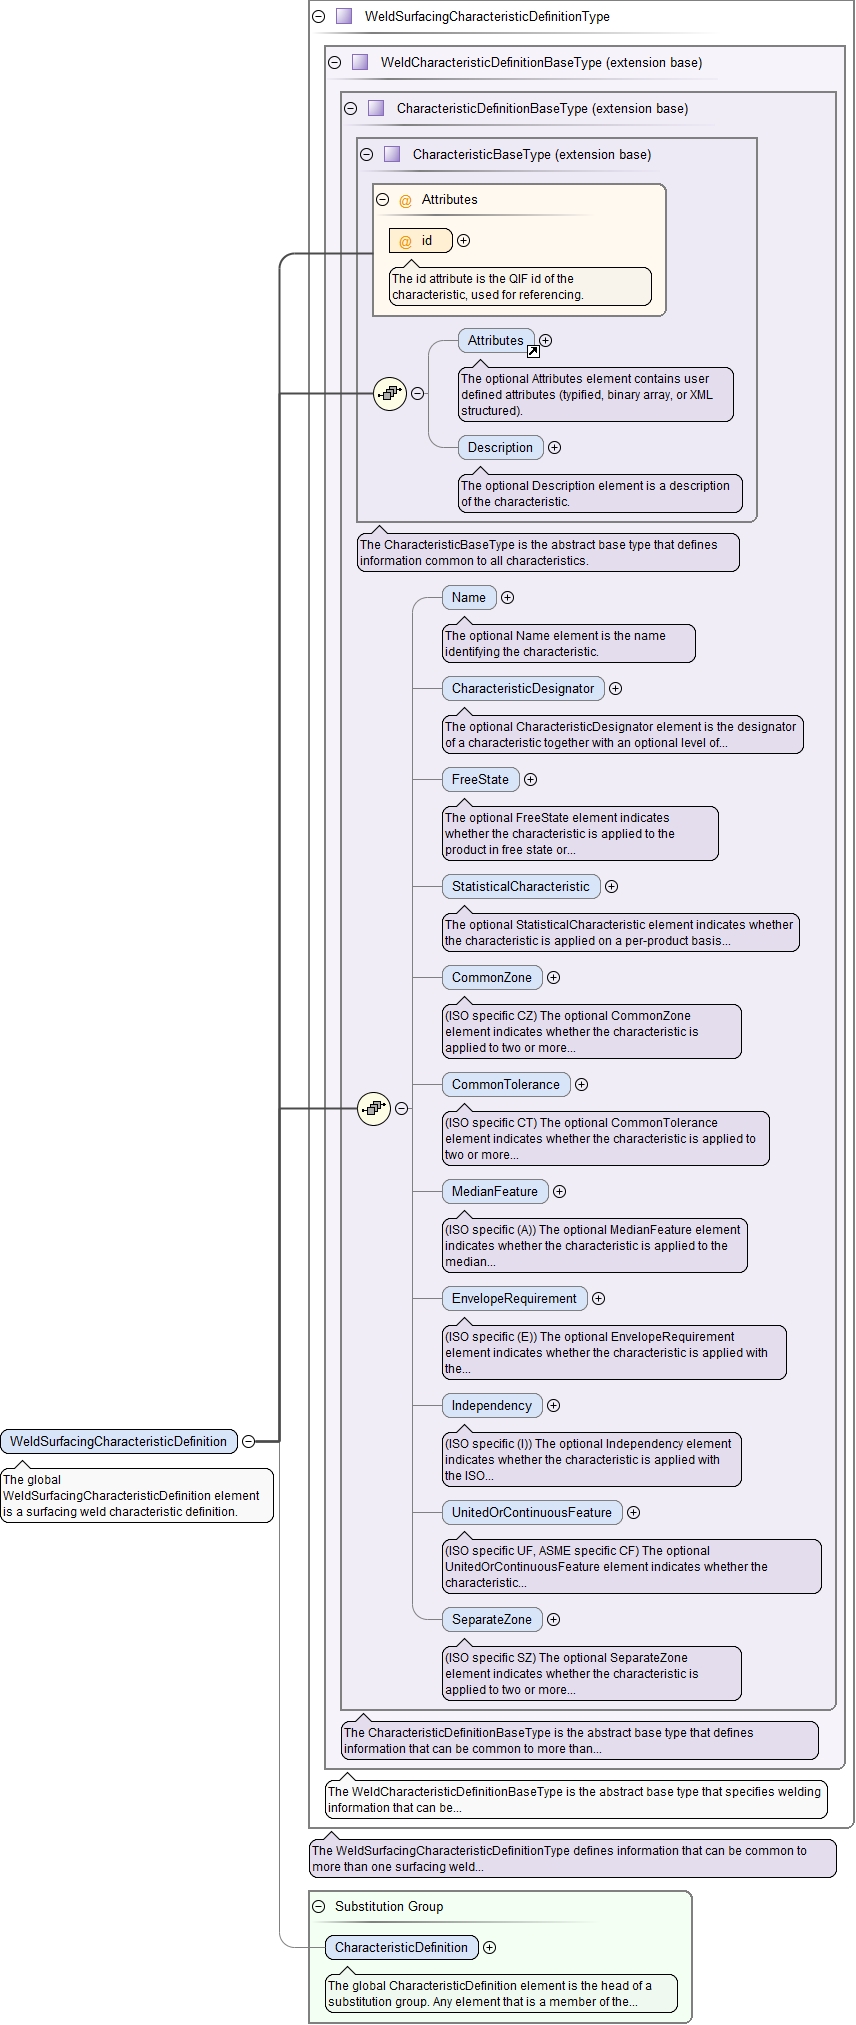 WeldSurfacingCharacteristicDefinitionType
WeldCharacteristicDefinitionBaseType (extension base)
CharacteristicDefinitionBaseType (extension base)
CharacteristicBaseType (extension base)
@ Attributes
@ id
The id attribute is the QIF id of the
characteristic, used for referencing.
Attributes
The optional Attributes element contains user
defined attributes (typified, binary array, or XML
structured).
Description
The optional Description element is a description
of the characteristic.
The CharacteristicBaseType is the abstract base type that defines
information common to all characteristics.
Name
The optional Name element is the name
identifying the characteristic.
CharacteristicDesignator
The optional CharacteristicDesignator element is the designator
of a characteristic together with an optional level of...
FreeState
The optional FreeState element indicates
whether the characteristic is applied to the
product in free state or...
StatisticalCharacteristic
The optional StatisticalCharacteristic element indicates whether
the characteristic is applied on a per-product basis...
CommonZone
(ISO specific CZ) The optional CommonZone
element indicates whether the characteristic is
applied to two or more...
CommonTolerance
(ISO specific CT) The optional CommonTolerance
element indicates whether the characteristic is applied to
two or more...
MedianFeature
(ISO specific (A)) The optional MedianFeature element
indicates whether the characteristic is applied to the
median...
EnvelopeRequirement
(ISO specific (E)) The optional EnvelopeRequirement
element indicates whether the characteristic is applied with
the...
Independency
(ISO specific (I)) The optional Independency element
indicates whether the characteristic is applied with
the ISO...
WeldSurfacingCharacteristicDefinition
The global
WeldSurfacingCharacteristicDefinition element
is a surfacing weld characteristic definition.
UnitedOrContinuousFeature
(ISO specific UF, ASME specific CF) The optional
UnitedOrContinuousFeature element indicates whether the
characteristic...
SeparateZone
(ISO specific SZ) The optional SeparateZone
element indicates whether the characteristic is
applied to two or more...
The CharacteristicDefinitionBaseType is the abstract base type that defines
information that can be common to more than...
The WeldCharacteristicDefinitionBaseType is the abstract base type that specifies welding
information that can be...
The WeldSurfacingCharacteristicDefinitionType defines information that can be common to
more than one surfacing weld...
Substitution Group
CharacteristicDefinition
The global CharacteristicDefinition element is the head of a
substitution group. Any element that is a member of the...